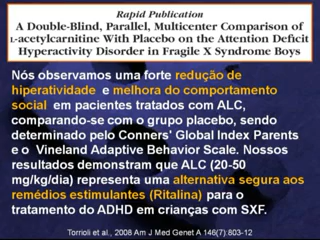 Rapid Publication
A Double-Blind, Parallel, Multicenter Comparison of
L-acetylcarnitine With Placebo on the Attention Deficit
Hyperactivity Disorder in Fragile X Syndrome Boys
Nós observamos uma forte redução de
hiperatividade e melhora do comportamento
social em pacientes tratados com ALC,
comparando-se com o grupo placebo, sendo
determinado pelo Conners' Global Index Parents
e o Vineland Adaptive Behavior Scale. Nossos
resultados demonstram que ALC (20-50
mg/kg/dia) representa uma alternativa segura aos
remédios estimulantes (Ritalina) para o
tratamento do ADHD em crianças com SXF.
Torrioli et al., 2008 Am J Med Genet A 146(7):803-12